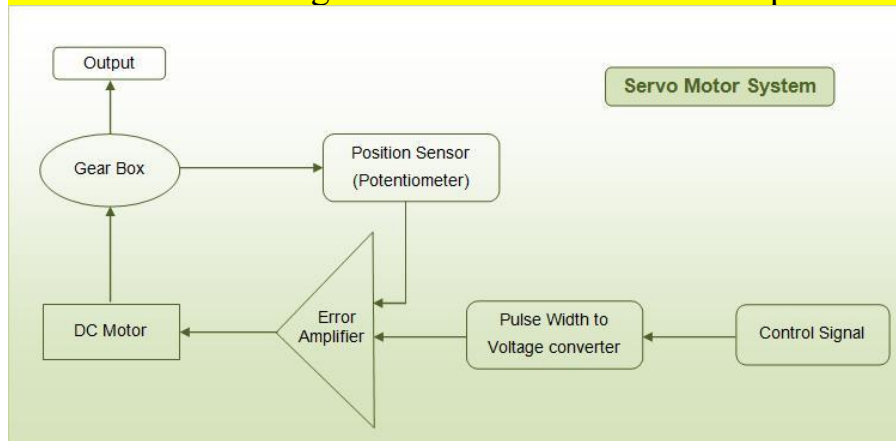 Output
Servo Motor System
Gear Box
Position Sensor
(Potentiometer)
DC Motor
Error
Amplifier
Pulse Width to
Voltage converter
Control Signal